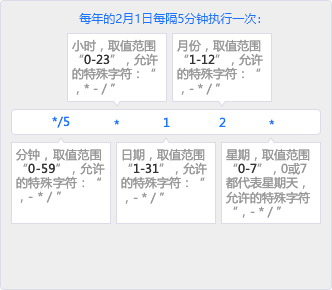 每年的2月1日每隔5分钟执行一次：
小时，取值范围
“0-23”，允许
的特殊字符：“
，* - / ”
月份，取值范围
“1-12”，允许
的特殊字符：“
，- * / ”
*/5 * 1 2 *
分钟，取值范围
“0-59”，允许
的特殊字符：“
，- * / ”
日期，取值范围
“1-31”，允许
的特殊字符：“
，- * / ”
星期，取值范围
“0-7”，0或7
都代表星期天，
允许的特殊字符
“，- * / ”